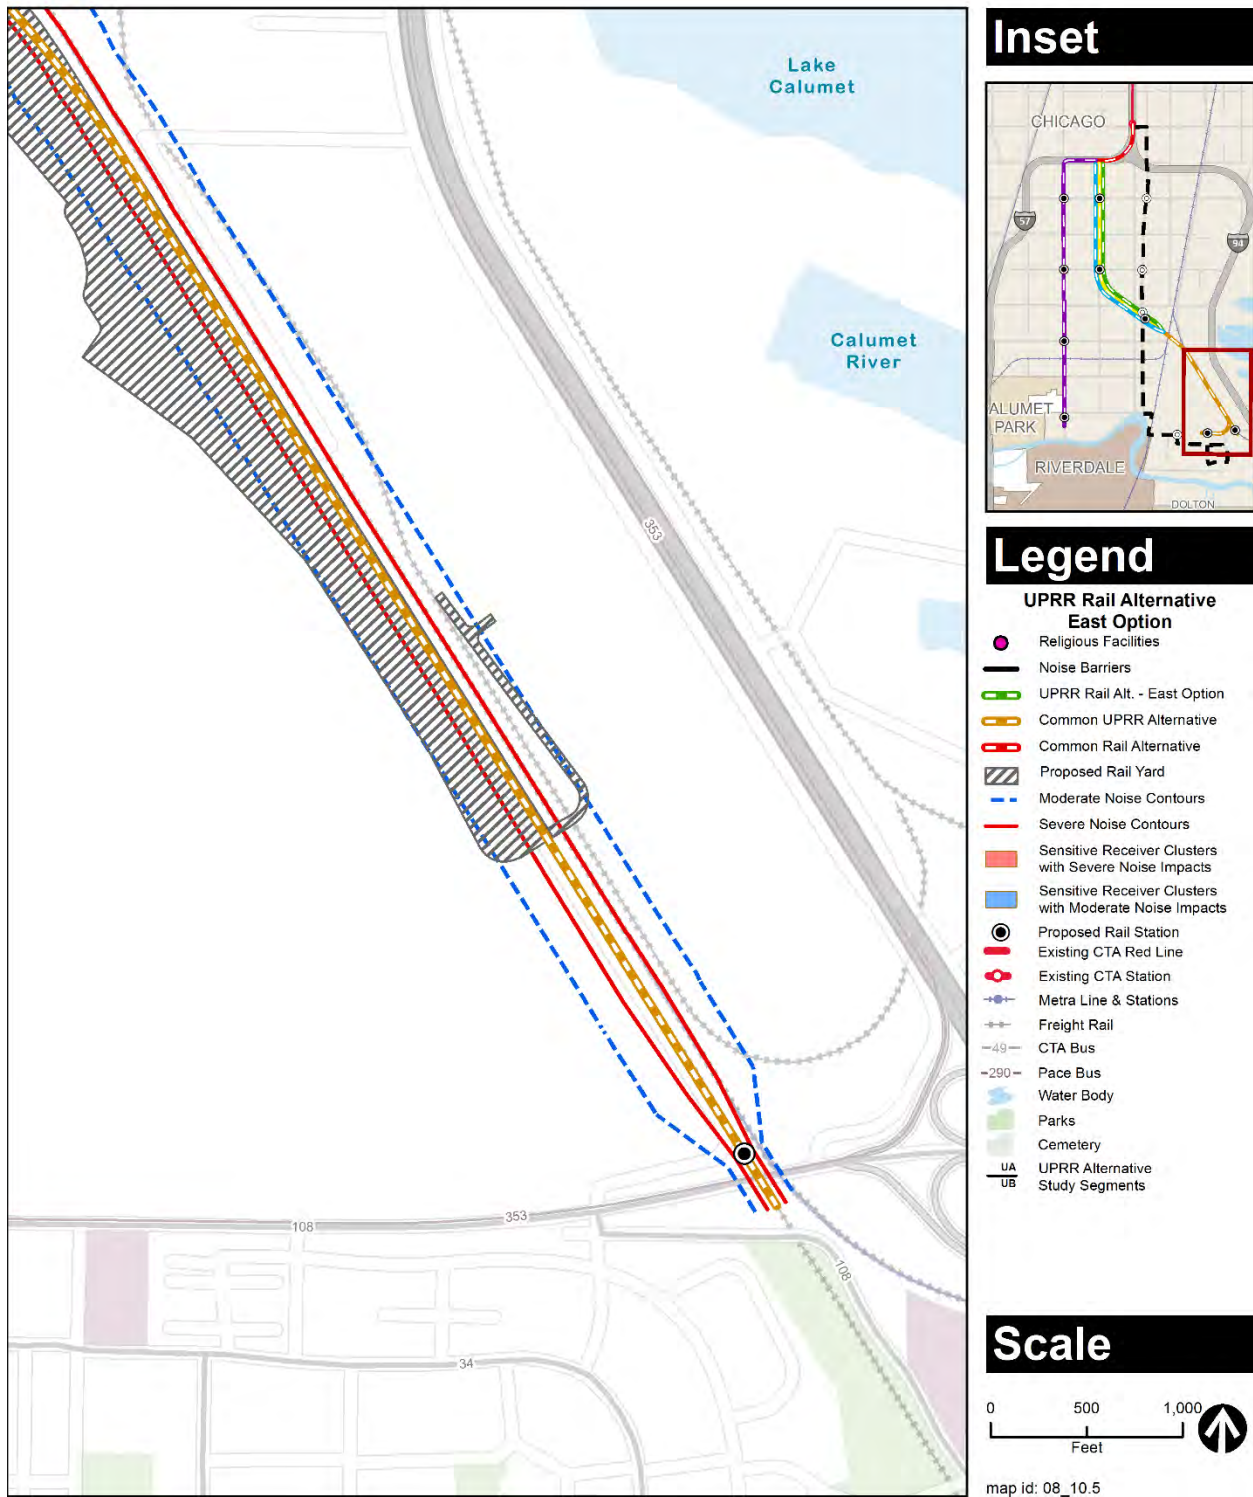 Lake
Calumet
Calumet
River
353
108
353
108
34
Inset
CHICAGO
57
94
ALUMET
PARK
RIVERDALE
DOLTON
Legend
UPRR Rail Alternative
East Option
Religious Facilities
Noise Barriers
UPRR Rail Alt. - East Option
Common UPRR Alternative
Common Rail Alternative
Proposed Rail Yard
Moderate Noise Contours
Severe Noise Contours
Sensitive Receiver Clusters
with Severe Noise Impacts
Sensitive Receiver Clusters
with Moderate Noise Impacts
Proposed Rail Station
Existing CTA Red Line
Existing CTA Station
Metra Line & Stations
Freight Rail
49 CTA Bus
290 Pace Bus
Water Body
Parks
Cemetery
UA
UB
UPRR Alternative
Study Segments
Scale
0 500 1,000
Feet
map id: 08_10.5